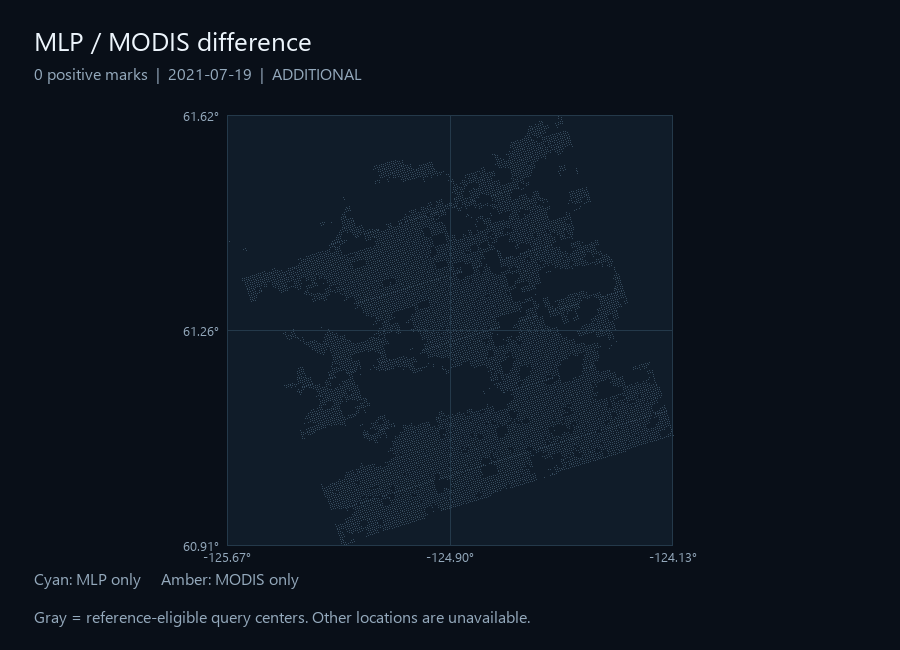 MLP / MODIS difference
0 positive marks | 2021-07-19 | ADDITIONAL
61.62°
61.26°
60.91°
-125.67° -124.90° -124.13°
Cyan: MLP only Amber: MODIS only
Gray = reference-eligible query centers. Other locations are unavailable.